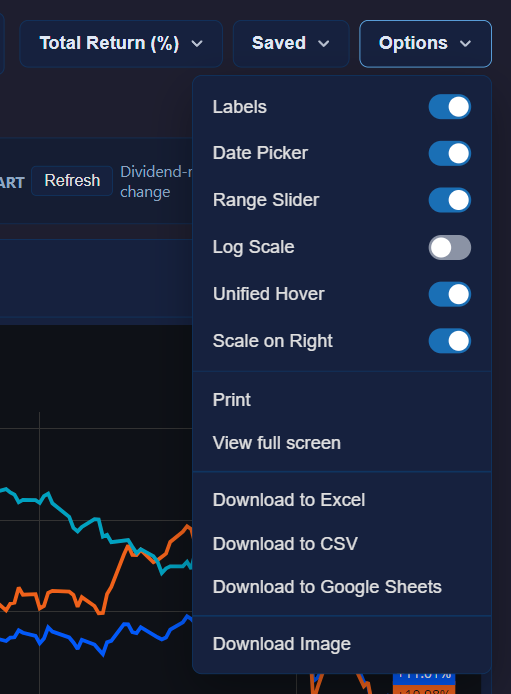 Total Return (%)
Saved
Options
Labels
Date Picker
ART
Refresh
Dividend-r
change
Range Slider
Log Scale
Unified Hover
Scale on Right
Print
View full screen
Download to Excel
Download to CSV
Download to Google Sheets
Download Image